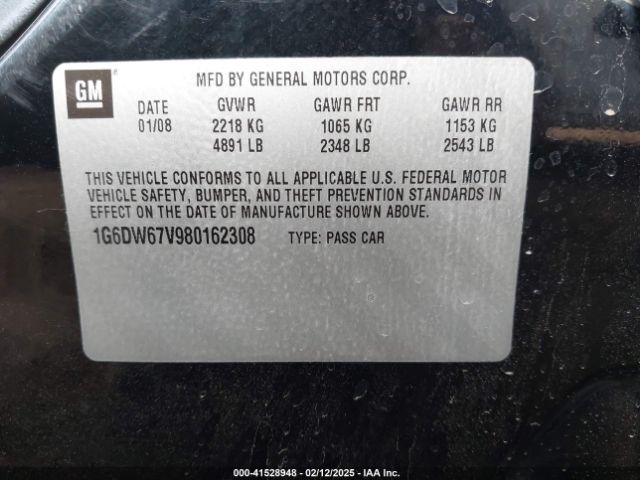 GM
MFD BY GENERAL MOTORS CORP.
DATE GVWR GAWR FRT GAWR RR
01/08 2218 KG 1065 KG 1153 KG
4891 LB 2348 LB 2543 LB
THIS VEHICLE CONFORMS TO ALL APPLICABLE U.S. FEDERAL MOTOR
VEHICLE SAFETY, BUMPER, AND THEFT PREVENTION STANDARDS IN
EFFECT ON THE DATE OF MANUFACTURE SHOWN ABOVE.
1G6DW67V980162308 TYPE: PASS CAR
000-41528948 - 02/12/2025 - IAA Inc.